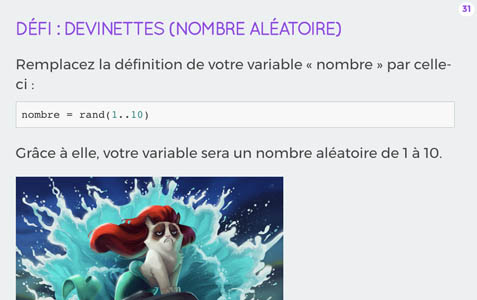 31
DÉFI : DEVINETTES (NOMBRE ALÉATOIRE)
Remplacez la définition de votre variable « nombre » par celle-
ci :
nombre = rand(1..10)
Grâce à elle, votre variable sera un nombre aléatoire de 1 à 10.